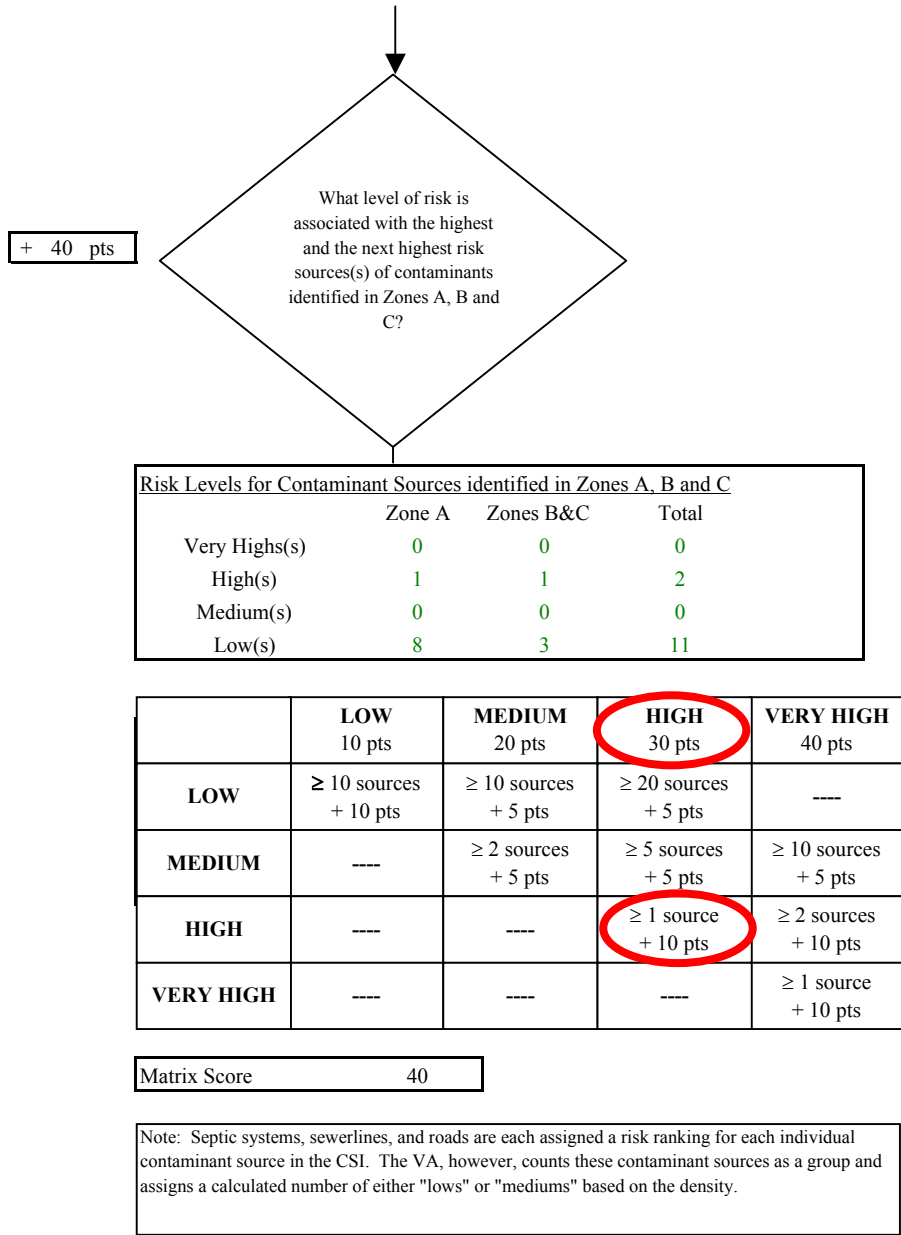 What level of risk is
associated with the highest
and the next highest risk
sources(s) of contaminants
identified in Zones A, B and
C?
+ 40 pts
Risk Levels for Contaminant Sources identified in Zones A, B and C
Zone A Zones B&C Total
Very Highs(s) 0 0 0
High(s) 1 1 2
Medium(s) 0 0 0
Low(s) 8 3 11
LOW MEDIUM HIGH VERY HIGH
10 pts 20 pts 30 pts 40 pts
LOW ≥ 10 sources ≥ 10 sources ≥ 20 sources ----
+ 10 pts + 5 pts + 5 pts
MEDIUM ---- ≥ 2 sources ≥ 5 sources ≥ 10 sources
+ 5 pts + 5 pts + 5 pts
HIGH ---- ---- ≥ 1 source ≥ 2 sources
+ 10 pts + 10 pts
VERY HIGH ---- ---- ---- ≥ 1 source
+ 10 pts
Matrix Score 40
Note: Septic systems, sewerlines, and roads are each assigned a risk ranking for each individual
contaminant source in the CSI. The VA, however, counts these contaminant sources as a group and
assigns a calculated number of either "lows" or "mediums" based on the density.